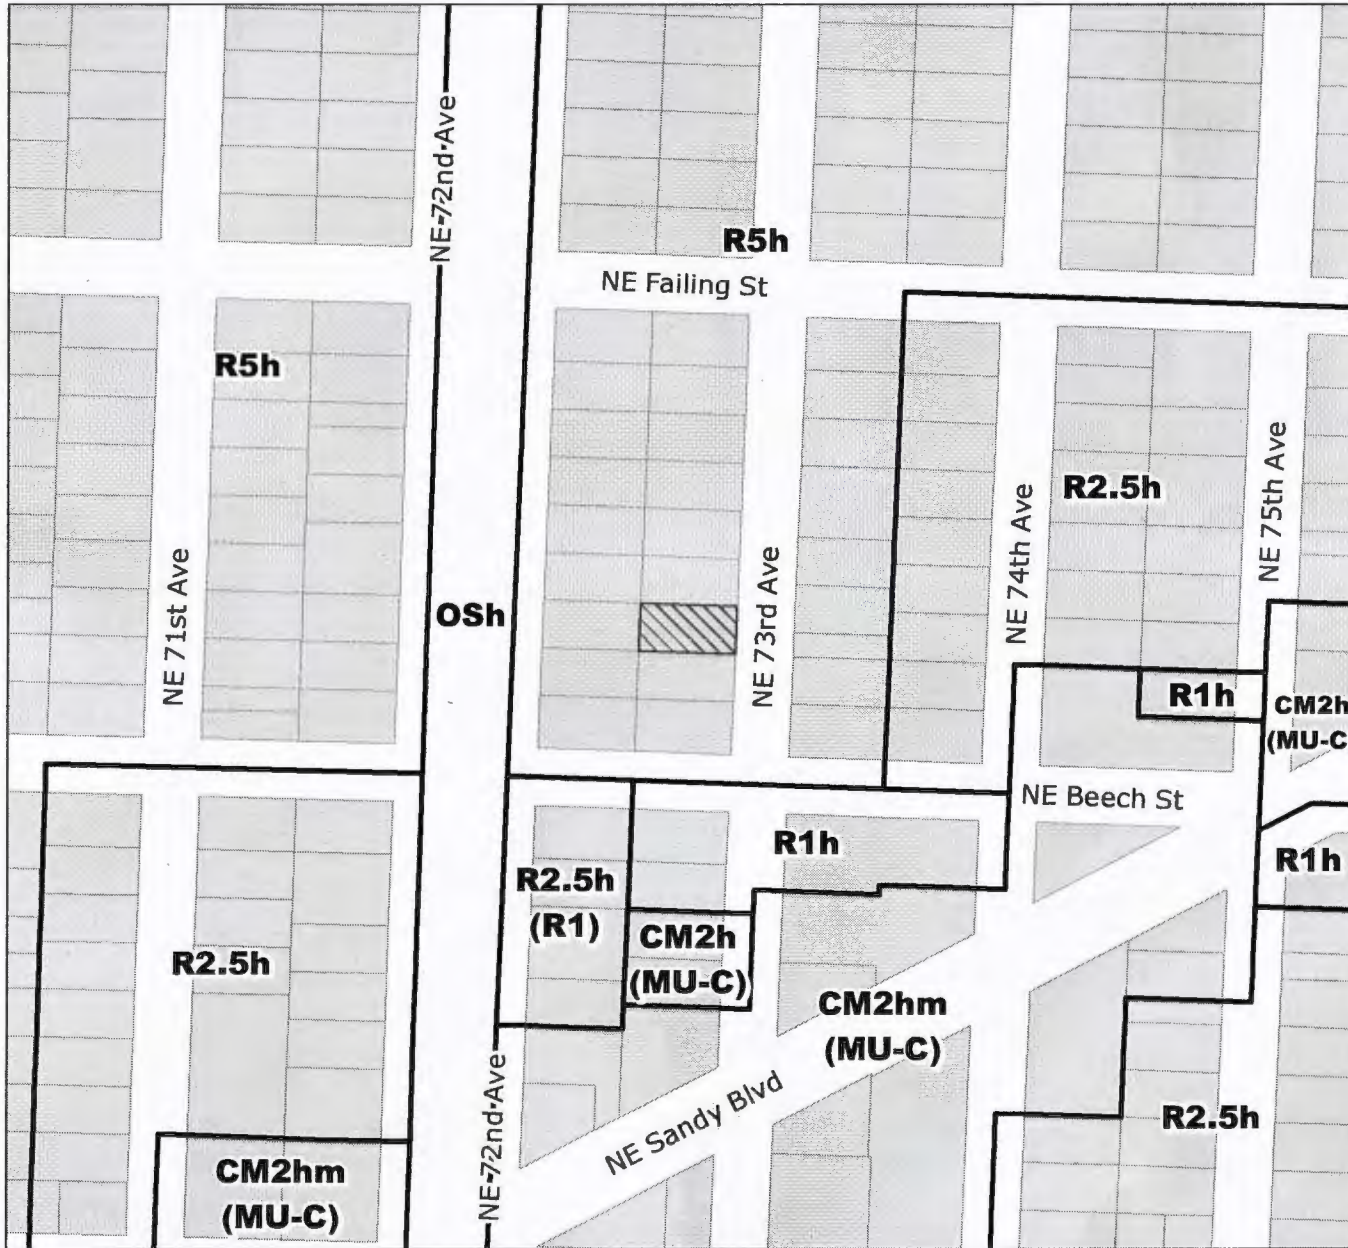 NE 72nd Ave
R5h
NE Failing St
R5h
R2.5h
NE 75th Ave
NE 74th Ave
NE 71st Ave
NE 73rd Ave
OSh
R1h
CM2h
(MU-C
NE Beech St
R1h
R1h
R2.5h
(R1)
CM2h
(MU-C)
R2.5h
CM2hm
(MU-C)
NE 72nd Ave
NE Sandy Blvd
R2.5h
CM2hm
(MU-C)